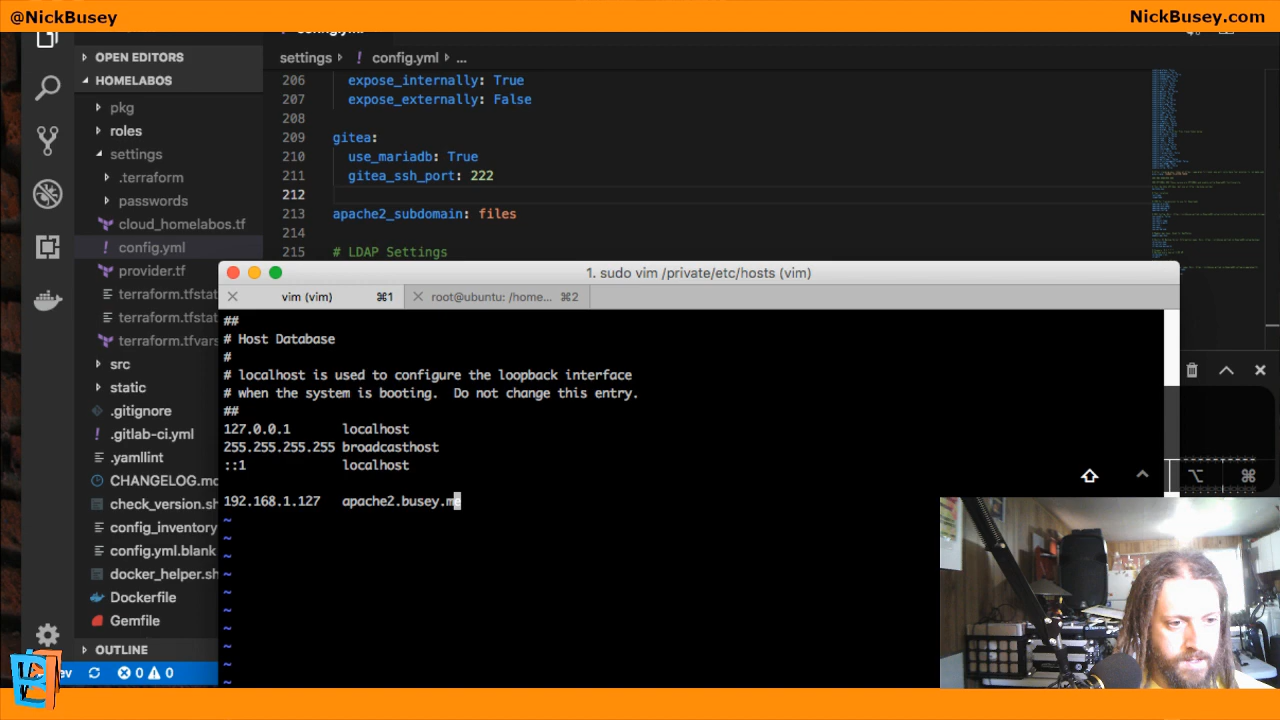 @NickBusey
NickBusey.com
OPEN EDITORS
HOMELABOS
pkg
roles
settings
.terraform
passwords
cloud_homelabos.tf
config.yml
provider.tf
terraform.tfstat
terraform.tfstat
terraform.tfvars
src
static
.gitignore
.gitlab-ci.yml
.yamllint
CHANGELOG.md
check_version.sh
config_inventory
config.yml.blank
docker_helper.sh
Dockerfile
Gemfile
OUTLINE
0 0
settings ! config.yml ...
206 expose_internally: True
207 expose_externally: False
208
209 gitea:
210 use_mariadb: True
211 gitea_ssh_port: 222
212
213 apache2_subdomain: files
214
215 # LDAP Settings
1. sudo vim /private/etc/hosts (vim)
vim (vim) ⌘1 root@ubuntu: /home... ⌘2
##
# Host Database
#
# localhost is used to configure the loopback interface
# when the system is booting. Do not change this entry.
##
127.0.0.1 localhost
255.255.255.255 broadcasthost
::1 localhost
192.168.1.127 apache2.busey.me
~
~
~
~
~
~
~
~
~
~